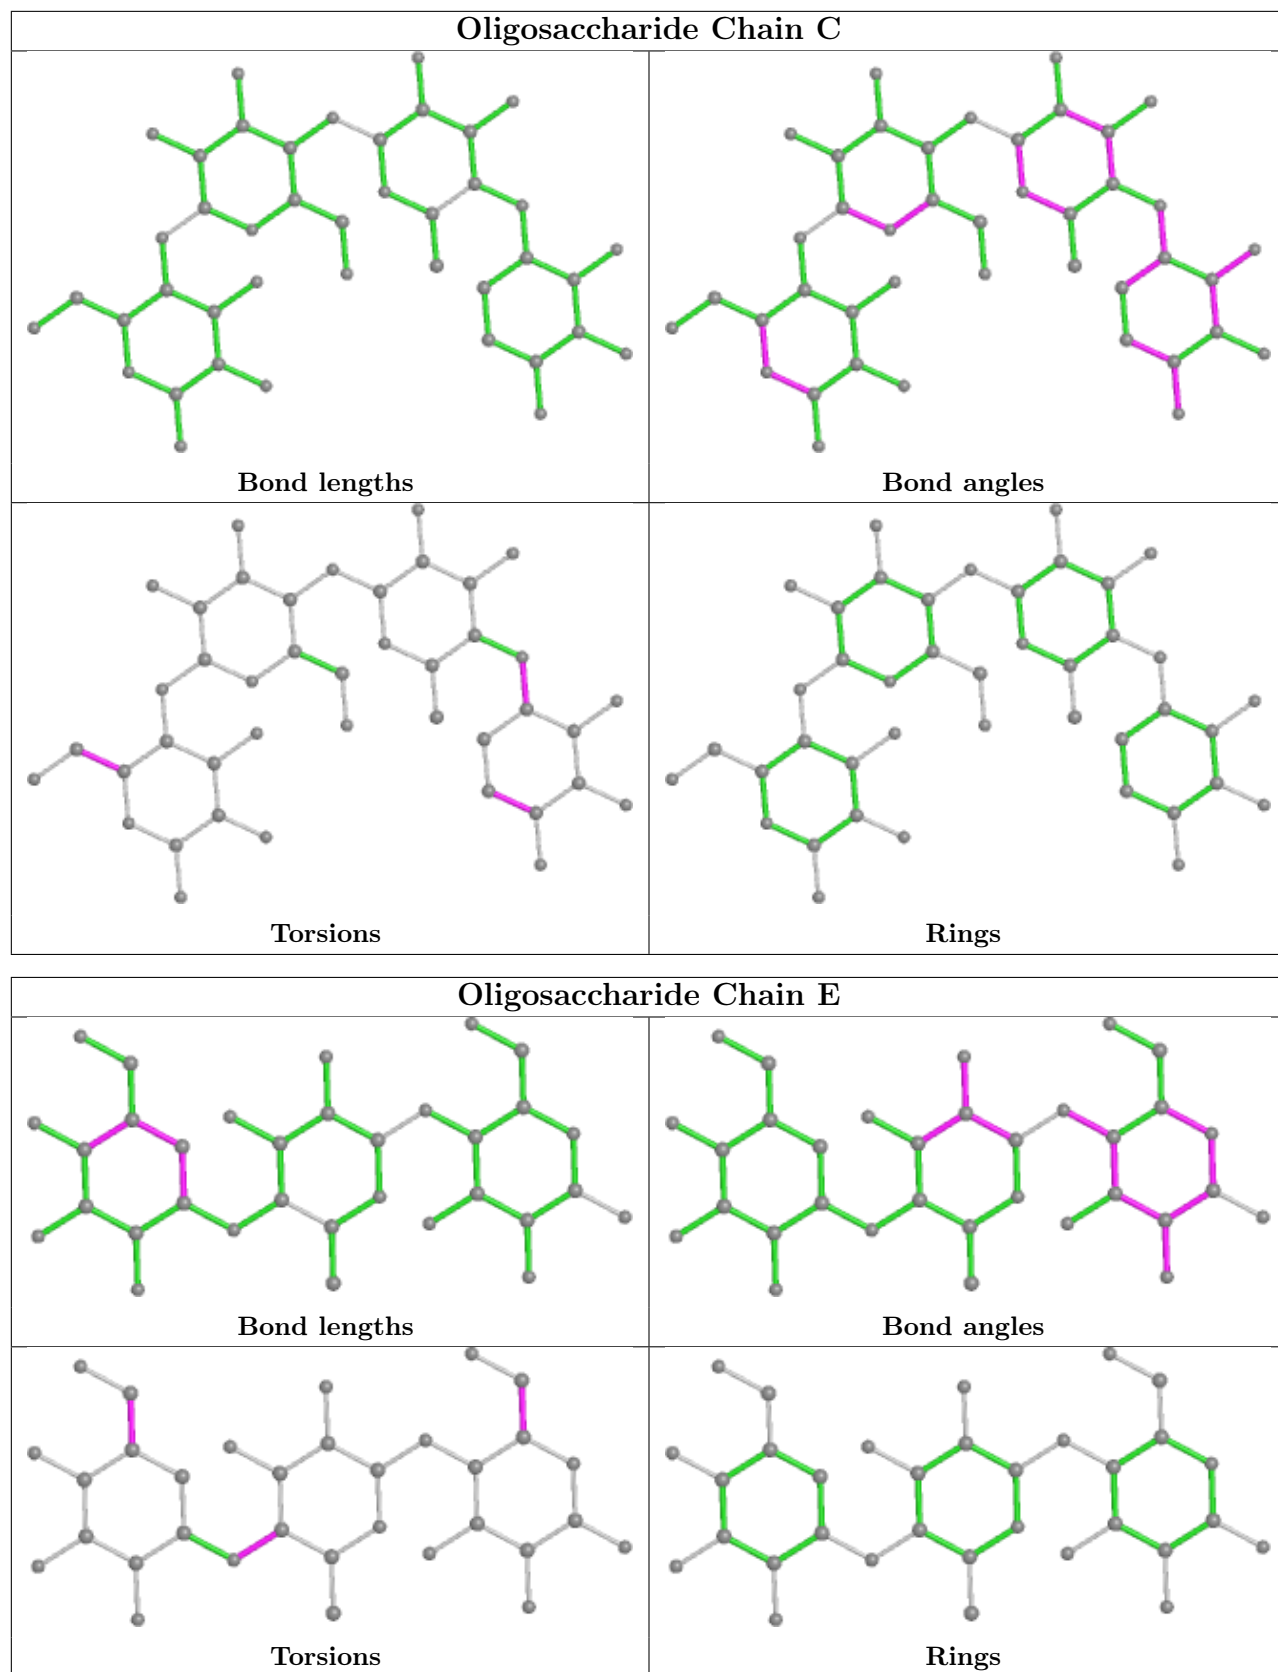 Oligosaccharide Chain C
Bond lengths
Bond angles
Torsions
Rings
Oligosaccharide Chain E
Bond lengths
Bond angles
Torsions
Rings